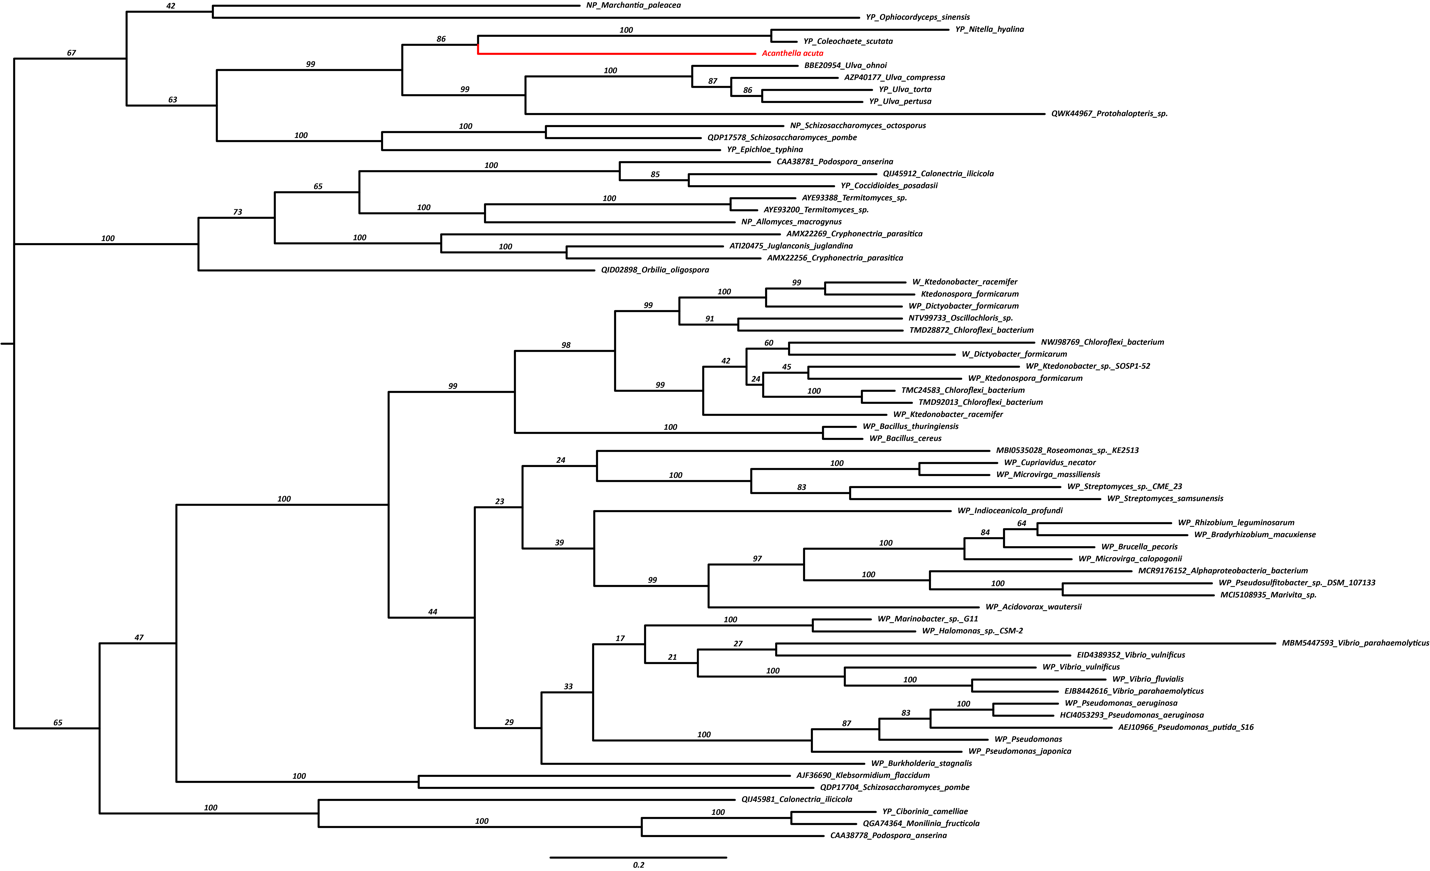 42
NP_Marchantia_paleacea
YP_Ophiocordyceps_sinensis
67
86
100
YP_Nitella_hyalina
YP_Coleochaete_scutata
Acanthella acuta
99
100
BBE20954_Ulva_ohnoi
87
AZP40177_Ulva_compressa
86
YP_Ulva_torta
99
YP_Ulva_pertusa
63
QWK44967_Protohalopteris_sp.
100
NP_Schizosaccharomyces_octosporus
100
QDP17578_Schizosaccharomyces_pombe
YP_Epichloe_typhina
100
CAA38781_Podospora_anserina
85
QIJ45912_Calonectria_ilicicola
65
YP_Coccidioides_posadasii
100
AYE93388_Termitomyces_sp.
100
AYE93200_Termitomyces_sp.
73
NP_Allomyces_macrogynus
100
AMX22269_Cryphonectria_parasitica
100
100
ATI20475_Juglanconis_juglandina
AMX22256_Cryphonectria_parasitica
QID02898_Orbilia_oligospora
99
W_Ktedonobacter_racemifer
100
Ktedonospora_formicarum
99
WP_Dictyobacter_formicarum
91
NTV99733_Oscillochloris_sp.
TMD28872_Chloroflexi_bacterium
98
60
NWJ98769_Chloroflexi_bacterium
42
W_Dictyobacter_formicarum
45
WP_Ktedonobacter_sp._SOSP1-52
24
WP_Ktedonospora_formicarum
99
99
100
TMC24583_Chloroflexi_bacterium
TMD92013_Chloroflexi_bacterium
WP_Ktedonobacter_racemifer
100
WP_Bacillus_thuringiensis
WP_Bacillus_cereus
24
MBI0535028_Roseomonas_sp._KE2513
100
WP_Cupriavidus_necator
100
WP_Microvirga_massiliensis
83
WP_Streptomyces_sp._CME_23
100
23
WP_Streptomyces_samsunensis
WP_Indioceanicola_profundi
64
WP_Rhizobium_leguminosarum
84
WP_Bradyrhizobium_macuxiense
39
100
WP_Brucella_pecoris
97
WP_Microvirga_calopogonii
100
MCR9176152_Alphaproteobacteria_bacterium
99
100
WP_Pseudosulfitobacter_sp._DSM_107133
MCI5108935_Marivita_sp.
44
WP_Acidovorax_wautersii
100
WP_Marinobacter_sp._G11
WP_Halomonas_sp._CSM-2
47
17
27
MBM5447593_Vibrio_parahaemolyticus
21
EID4389352_Vibrio_vulnificus
100
WP_Vibrio_vulnificus
100
WP_Vibrio_fluvialis
33
EJB8442616_Vibrio_parahaemolyticus
100
WP_Pseudomonas_aeruginosa
83
HCI4053293_Pseudomonas_aeruginosa
65
29
87
AEJ10966_Pseudomonas_putida_S16
100
WP_Pseudomonas
WP_Pseudomonas_japonica
WP_Burkholderia_stagnalis
100
AJF36690_Klebsormidium_flaccidum
QDP17704_Schizosaccharomyces_pombe
QIJ45981_Calonectria_ilicicola
100
100
YP_Ciborinia_camelliae
100
QGA74364_Monilinia_fructicola
CAA38778_Podospora_anserina
0.2